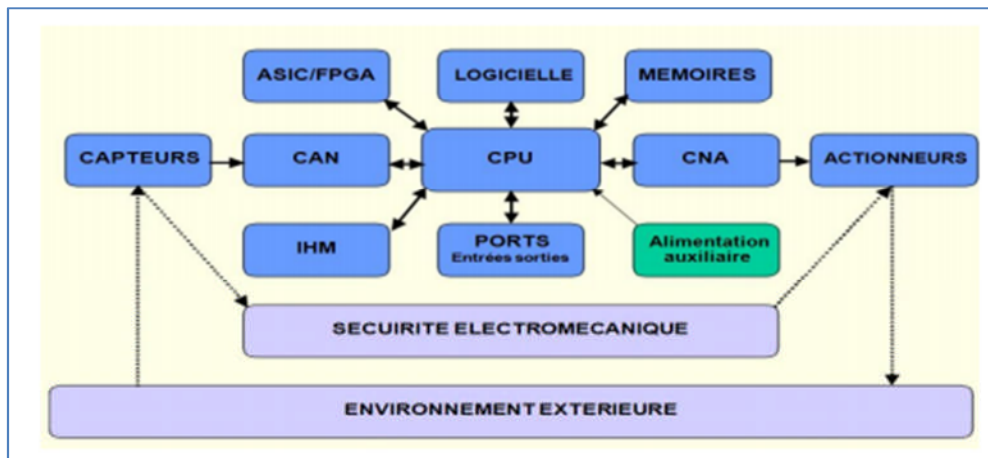 ASIC/FPGA
LOGICIELLE
MEMOIRES
CAPTEURS
CAN
CPU
CNA
ACTIONNEURS
IHM
PORTS
Entrées sorties
Alimentation
auxiliaire
SECUIRITE ELECTROMECANIQUE
ENVIRONNEMENT EXTERIEURE